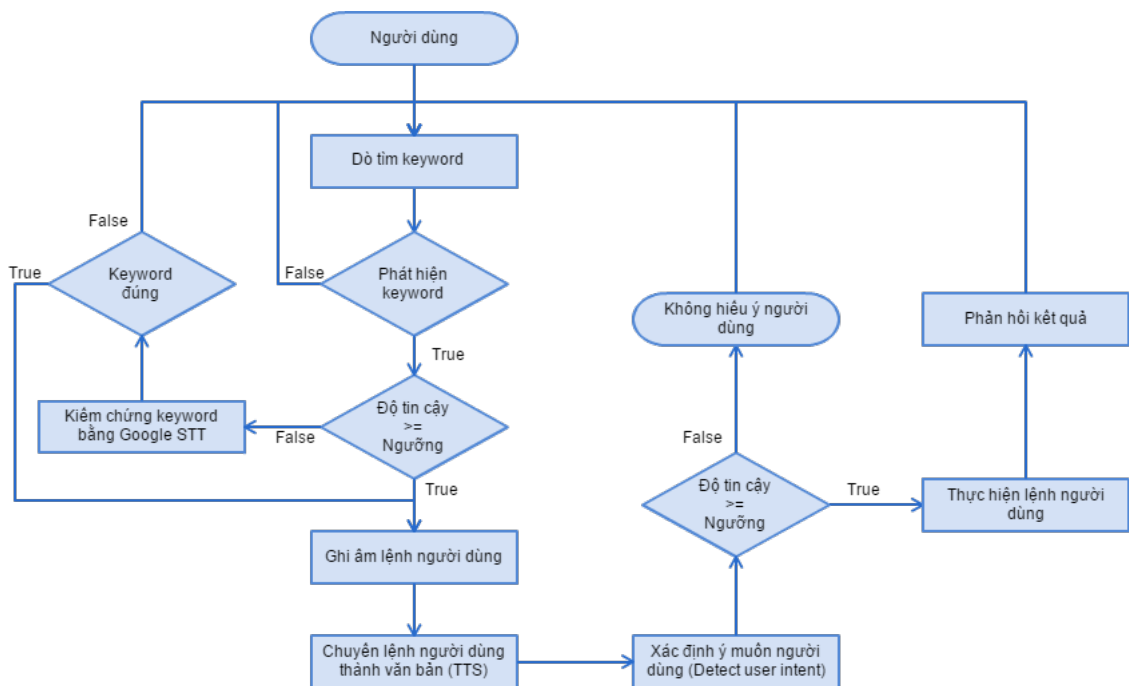 Người dùng
Dò tìm keyword
False
True
Keyword
đúng
False
Phát hiện
keyword
Không hiểu ý người
dùng
Phản hồi kết quả
True
Kiểm chứng keyword
bằng Google STT
False
Độ tin cậy
>=
Ngưỡng
True
False
Độ tin cậy
>=
Ngưỡng
True
Thực hiện lệnh người
dùng
Ghi âm lệnh người dùng
Chuyển lệnh người dùng
thành văn bản (TTS)
Xác định ý muốn người
dùng (Detect user intent)